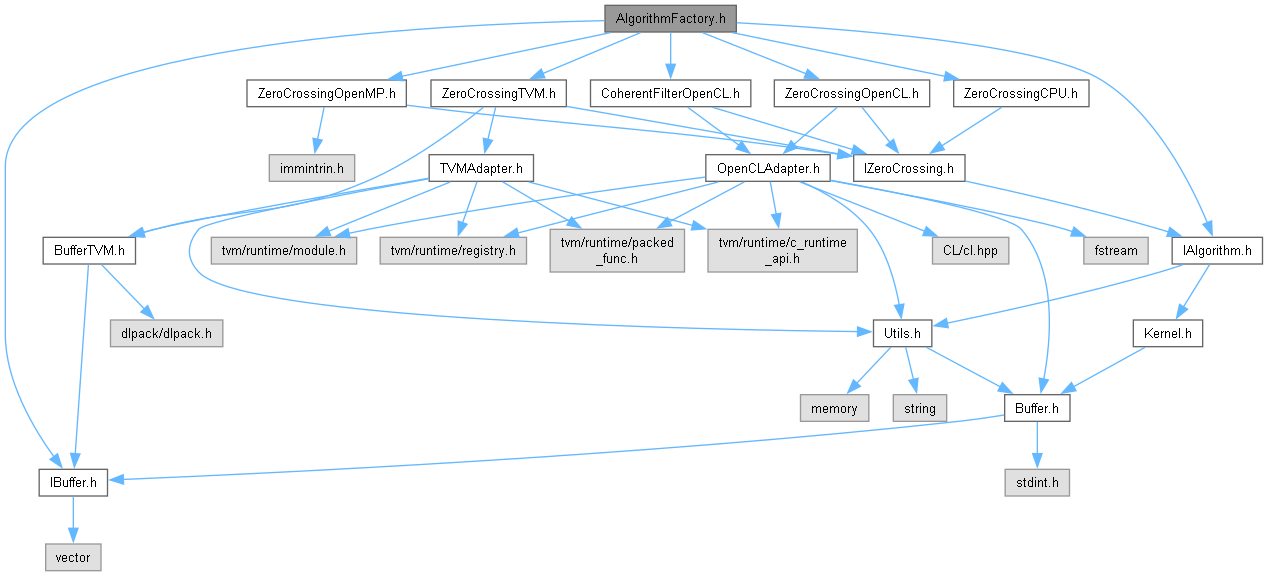 AlgorithmFactory.h
ZeroCrossingOpenMP.h
ZeroCrossingTVM.h
CoherentFilterOpenCL.h
ZeroCrossingOpenCL.h
ZeroCrossingCPU.h
immintrin.h
TVMAdapter.h
OpenCLAdapter.h
IZeroCrossing.h
BufferTVM.h
tvm/runtime/module.h
tvm/runtime/registry.h
tvm/runtime/packed
_func.h
tvm/runtime/c_runtime
_api.h
CL/cl.hpp
fstream
IAlgorithm.h
dlpack/dlpack.h
Utils.h
Kernel.h
memory
string
Buffer.h
IBuffer.h
stdint.h
vector